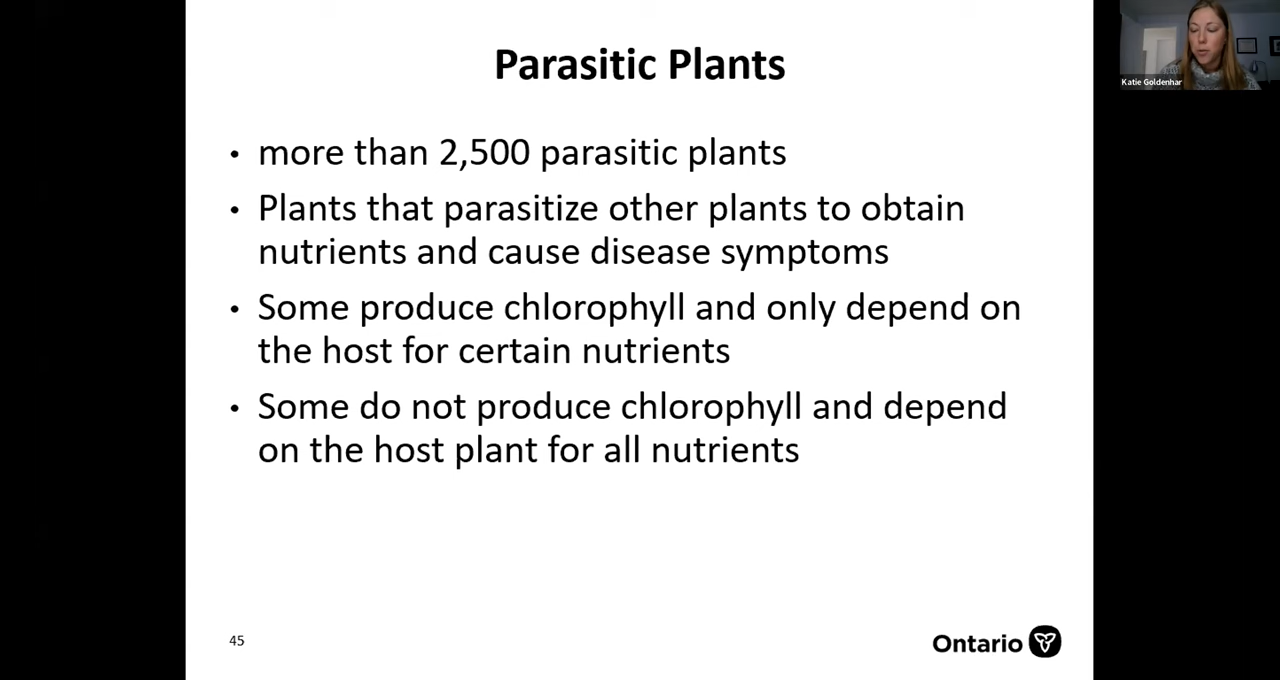 Parasitic Plants
Katie Goldenhar
• more than 2,500 parasitic plants
• Plants that parasitize other plants to obtain
nutrients and cause disease symptoms
• Some produce chlorophyll and only depend on
the host for certain nutrients
• Some do not produce chlorophyll and depend
on the host plant for all nutrients
45
Ontario